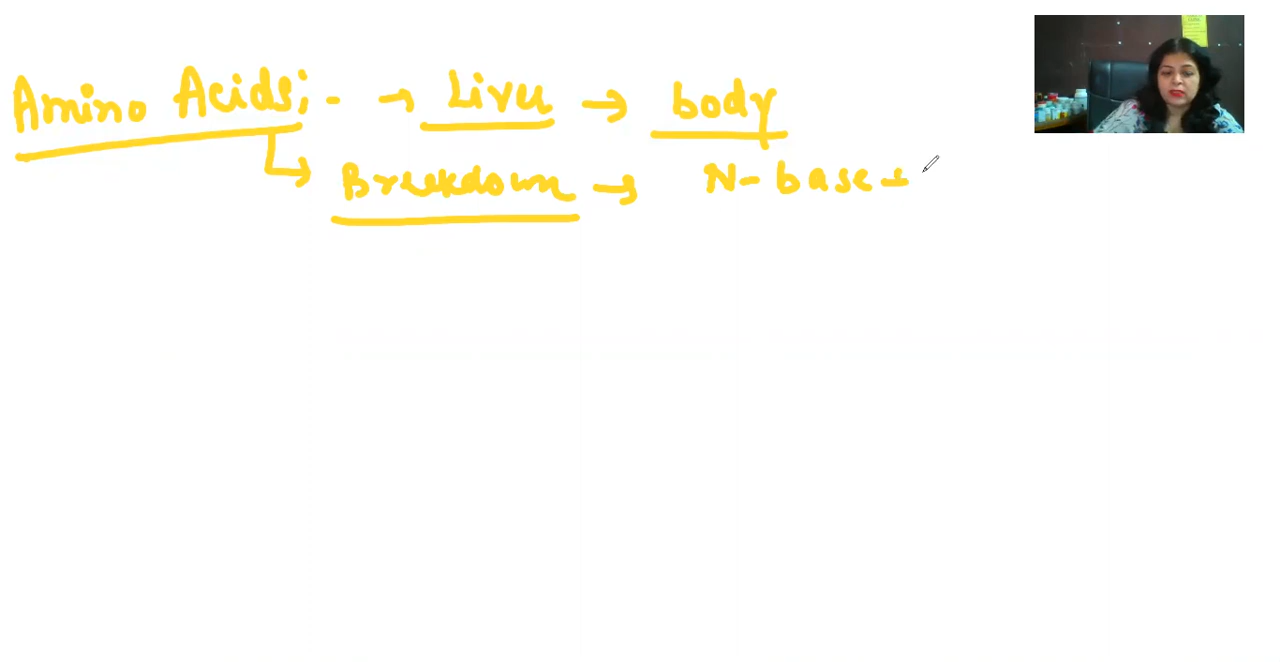 Amino Acids:- → Liver → body
↳ Breakdown → N-base +